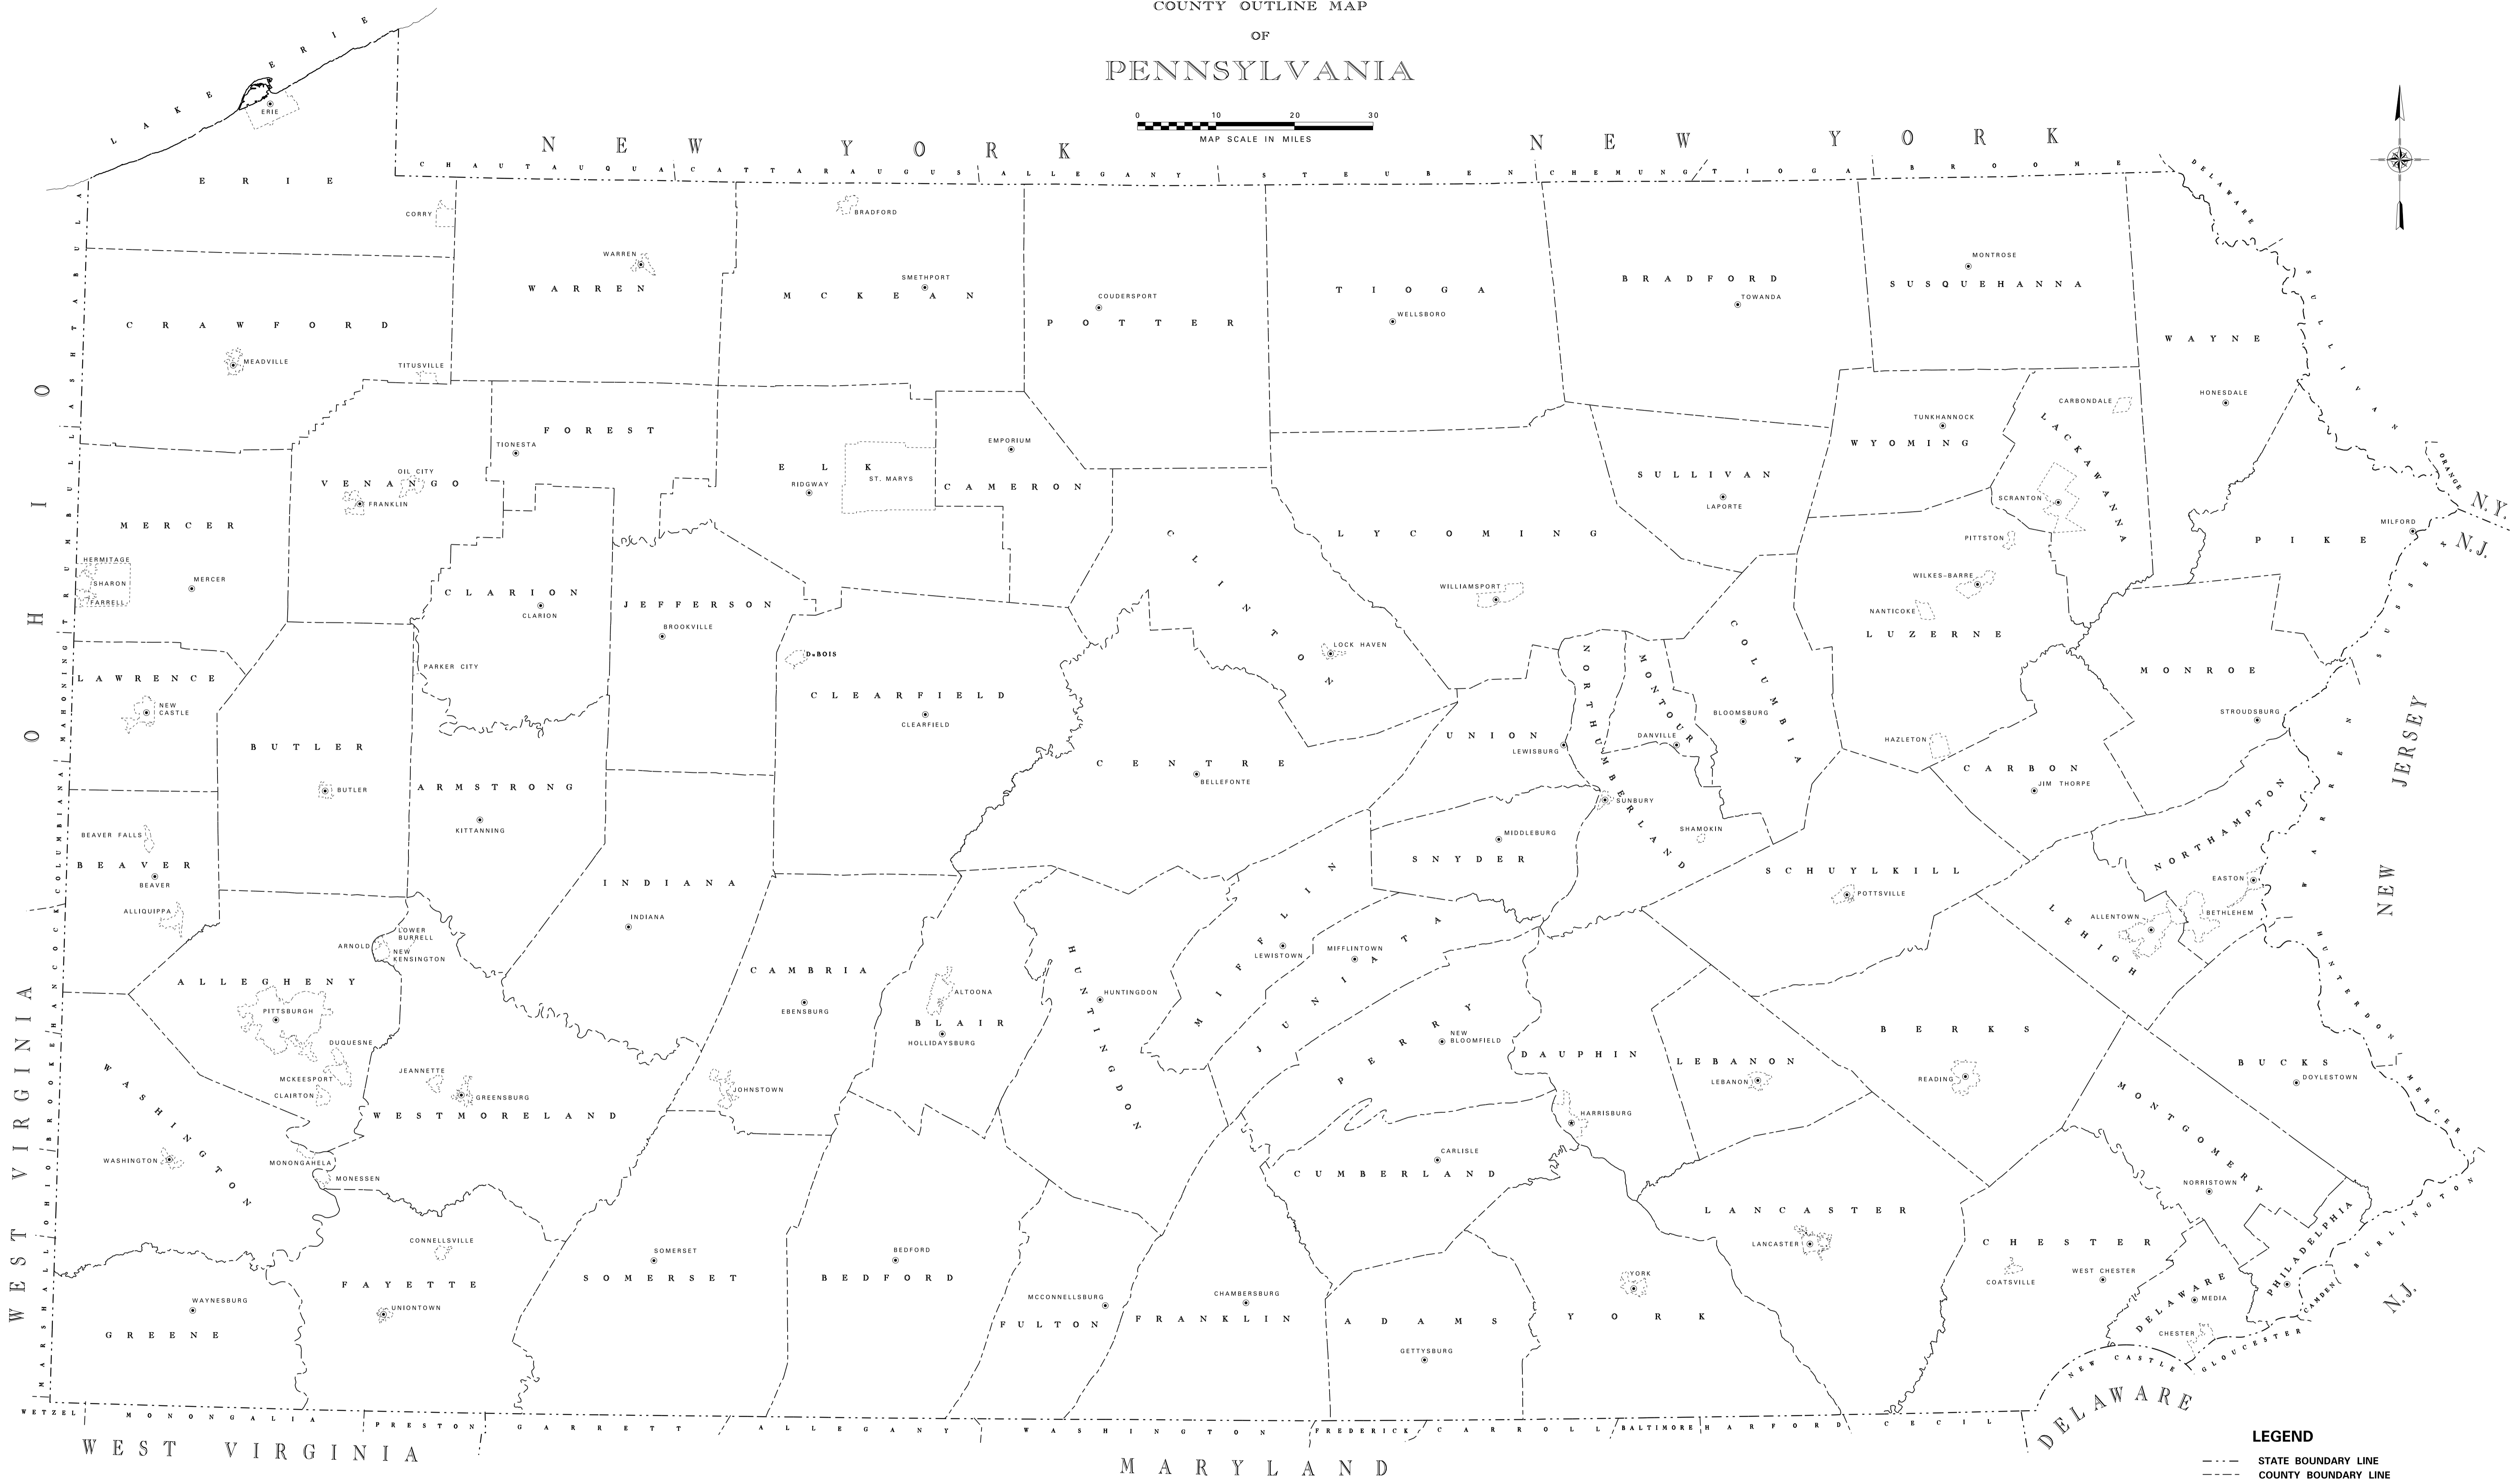 COUNTY OUTLINE MAP
OF
PENNSYLVANIA
0 10 20 30
MAP SCALE IN MILES
LAKE ERIE
NEW YORK
NEW YORK
CHAUTAUQUA
CATTARAUGUS
ALLEGANY
STEUBEN
CHEMUNG
TIOGA
BROOME
DELAWARE
SULLIVAN
ORANGE
N.Y.
N.J.
SUSSEX
WARREN
NEW JERSEY
HUNTERDON
MERCER
BURLINGTON
CAMDEN
GLOUCESTER
N.J.
NEW CASTLE
DELAWARE
OHIO
ASHTABULA
TRUMBULL
MAHONING
COLUMBIANA
HANCOCK
BROOKE
OHIO
MARSHALL
WEST VIRGINIA
WETZEL
MONONGALIA
PRESTON
GARRETT
ALLEGANY
WASHINGTON
FREDERICK
CARROLL
BALTIMORE
HARFORD
CECIL
WEST VIRGINIA
MARYLAND
ERIE
ERIE
CORRY
CRAWFORD
MEADVILLE
TITUSVILLE
WARREN
WARREN
BRADFORD
SMETHPORT
MCKEAN
COUDERSPORT
POTTER
TIOGA
WELLSBORO
BRADFORD
TOWANDA
MONTROSE
SUSQUEHANNA
WAYNE
HONESDALE
CARBONDALE
LACKAWANNA
SCRANTON
TUNKHANNOCK
WYOMING
SULLIVAN
LAPORTE
MILFORD
PIKE
PITTSTON
WILKES-BARRE
NANTICOKE
LUZERNE
HAZLETON
MONROE
STROUDSBURG
FOREST
TIONESTA
OIL CITY
VENANGO
FRANKLIN
ELK
RIDGWAY
ST. MARYS
EMPORIUM
CAMERON
CLINTON
LOCK HAVEN
LYCOMING
WILLIAMSPORT
MERCER
HERMITAGE
SHARON
FARRELL
MERCER
CLARION
CLARION
PARKER CITY
JEFFERSON
BROOKVILLE
DuBOIS
CLEARFIELD
CLEARFIELD
LAWRENCE
NEW
CASTLE
BUTLER
BUTLER
ARMSTRONG
KITTANNING
CENTRE
BELLEFONTE
UNION
LEWISBURG
NORTHUMBERLAND
MONTOUR
DANVILLE
COLUMBIA
BLOOMSBURG
SUNBURY
SHAMOKIN
MIDDLEBURG
SNYDER
CARBON
JIM THORPE
NORTHAMPTON
EASTON
BETHLEHEM
ALLENTOWN
LEHIGH
SCHUYLKILL
POTTSVILLE
BEAVER FALLS
BEAVER
BEAVER
ALLIQUIPPA
INDIANA
INDIANA
LOWER
BURRELL
ARNOLD
NEW
KENSINGTON
ALLEGHENY
PITTSBURGH
DUQUESNE
MCKEESPORT
CLAIRTON
JEANNETTE
GREENSBURG
WESTMORELAND
CAMBRIA
EBENSBURG
JOHNSTOWN
ALTOONA
BLAIR
HOLLIDAYSBURG
HUNTINGDON
HUNTINGDON
MIFFLIN
LEWISTOWN
MIFFLINTOWN
JUNIATA
PERRY
NEW
BLOOMFIELD
DAUPHIN
HARRISBURG
LEBANON
LEBANON
BERKS
READING
BUCKS
DOYLESTOWN
MONTGOMERY
NORRISTOWN
PHILADELPHIA
WASHINGTON
WASHINGTON
MONONGAHELA
MONESSEN
CONNELLSVILLE
FAYETTE
UNIONTOWN
WAYNESBURG
GREENE
SOMERSET
SOMERSET
BEDFORD
BEDFORD
MCCONNELLSBURG
FULTON
CHAMBERSBURG
FRANKLIN
CARLISLE
CUMBERLAND
ADAMS
GETTYSBURG
YORK
YORK
LANCASTER
LANCASTER
CHESTER
COATSVILLE
WEST CHESTER
DELAWARE
MEDIA
CHESTER
LEGEND
STATE BOUNDARY LINE
COUNTY BOUNDARY LINE